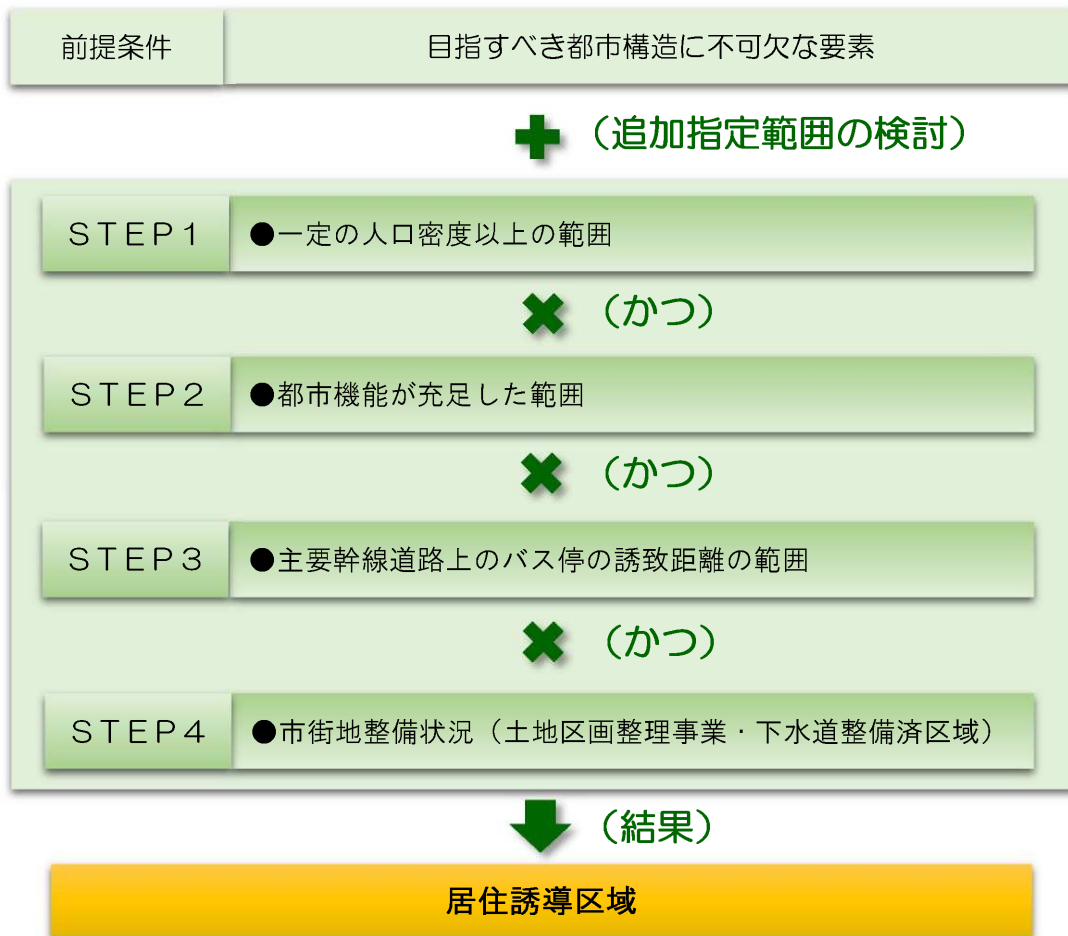 前提条件
目指すべき都市構造に不可欠な要素
（追加指定範囲の検討）
ＳＴＥＰ１
●一定の人口密度以上の範囲
（かつ）
ＳＴＥＰ２
●都市機能が充足した範囲
（かつ）
ＳＴＥＰ３
●主要幹線道路上のバス停の誘致距離の範囲
（かつ）
ＳＴＥＰ４
●市街地整備状況（土地区画整理事業・下水道整備済区域）
（結果）
居住誘導区域